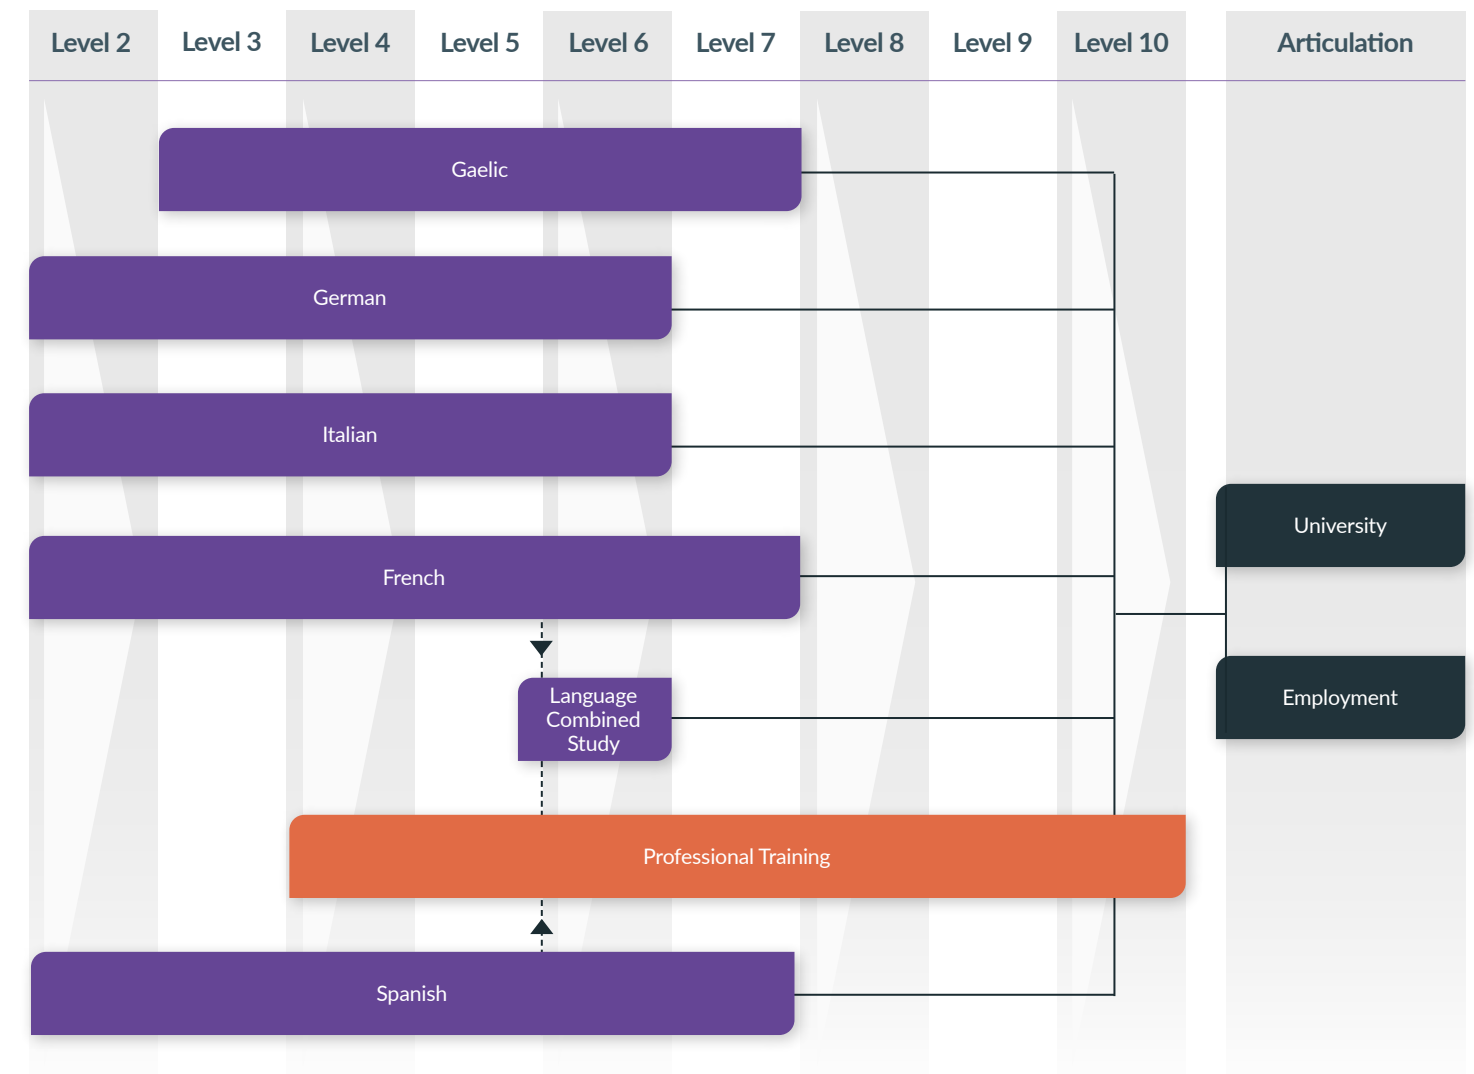 Level 2 Level 3 Level 4 Level 5 Level 6 Level 7 Level 8 Level 9 Level 10 Articulation
Gaelic
German
Italian
University
French
Language
Combined
Study
Employment
Professional Training
Spanish